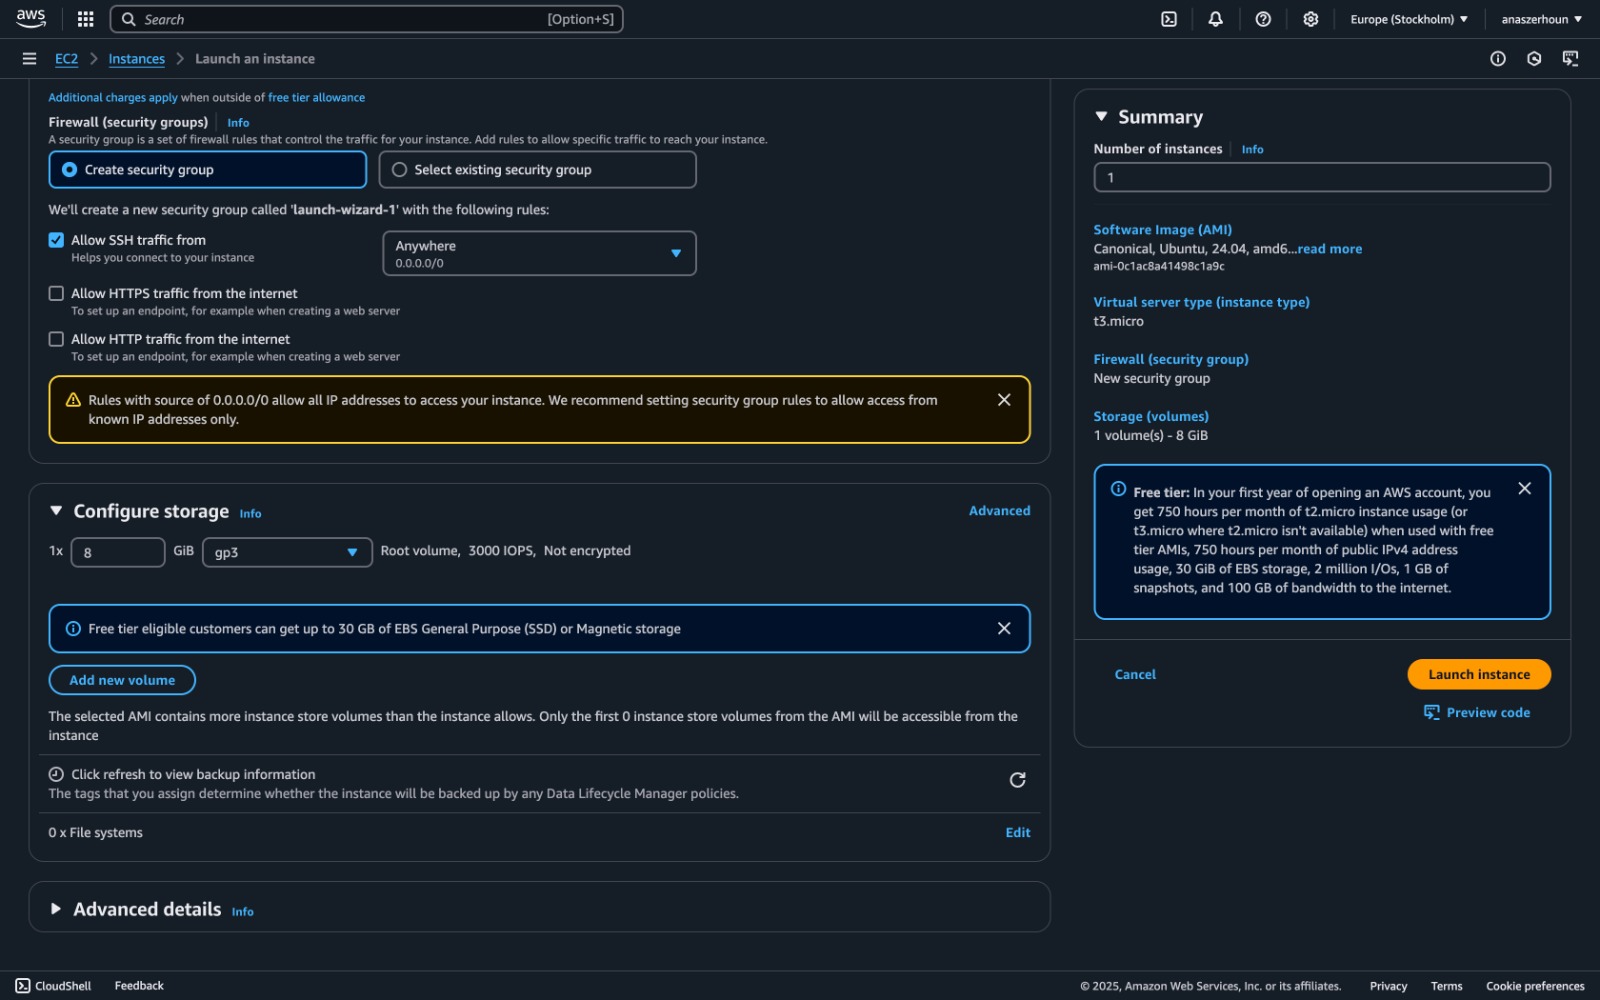 aws
Search [Option+S]
Europe (Stockholm)
anaszerhoun
EC2
Instances
Launch an instance
Additional charges apply when outside of free tier allowance
Firewall (security groups) Info
A security group is a set of firewall rules that control the traffic for your instance. Add rules to allow specific traffic to reach your instance.
Create security group
Select existing security group
We'll create a new security group called 'launch-wizard-1' with the following rules:
Allow SSH traffic from
Helps you connect to your instance
Anywhere
0.0.0.0/0
Allow HTTPS traffic from the internet
To set up an endpoint, for example when creating a web server
Allow HTTP traffic from the internet
To set up an endpoint, for example when creating a web server
Rules with source of 0.0.0.0/0 allow all IP addresses to access your instance. We recommend setting security group rules to allow access from
known IP addresses only.
Configure storage Info
Advanced
1x 8 GiB gp3 Root volume, 3000 IOPS, Not encrypted
Free tier eligible customers can get up to 30 GB of EBS General Purpose (SSD) or Magnetic storage
Add new volume
The selected AMI contains more instance store volumes than the instance allows. Only the first 0 instance store volumes from the AMI will be accessible from the
instance
Click refresh to view backup information
The tags that you assign determine whether the instance will be backed up by any Data Lifecycle Manager policies.
0 x File systems
Edit
Advanced details Info
Summary
Number of instances Info
1
Software Image (AMI)
Canonical, Ubuntu, 24.04, amd6...read more
ami-0c1ac8a41498c1a9c
Virtual server type (instance type)
t3.micro
Firewall (security group)
New security group
Storage (volumes)
1 volume(s) - 8 GiB
Free tier: In your first year of opening an AWS account, you
get 750 hours per month of t2.micro instance usage (or
t3.micro where t2.micro isn't available) when used with free
tier AMIs, 750 hours per month of public IPv4 address
usage, 30 GiB of EBS storage, 2 million I/Os, 1 GB of
snapshots, and 100 GB of bandwidth to the internet.
Cancel
Launch instance
Preview code
CloudShell
Feedback
© 2025, Amazon Web Services, Inc. or its affiliates.
Privacy
Terms
Cookie preferences